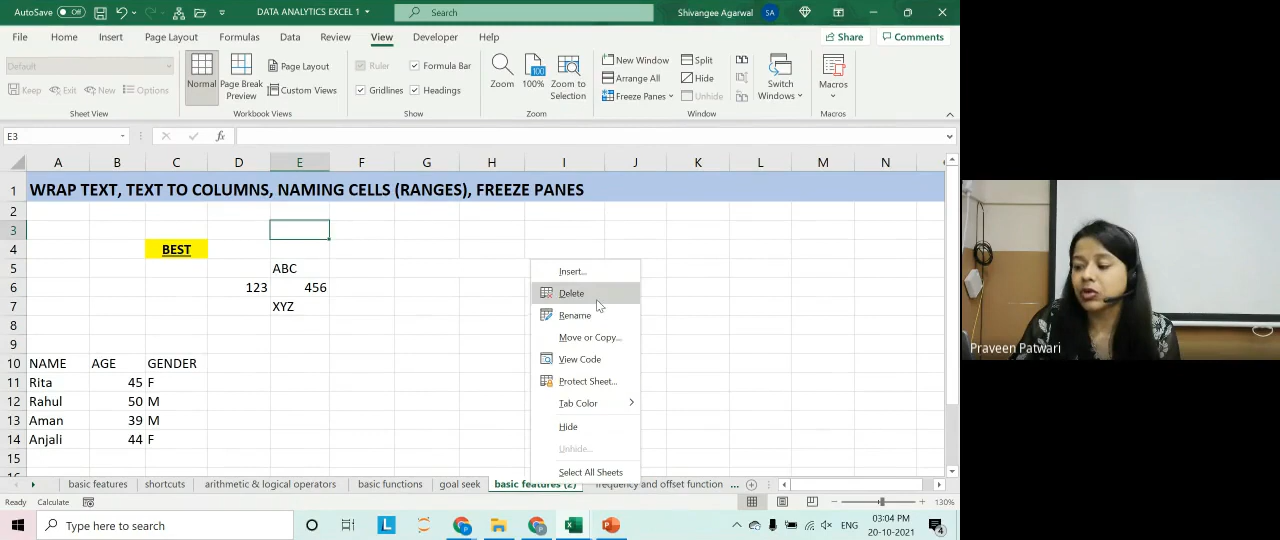 AutoSave Off DATA ANALYTICS EXCEL 1 Search Shivangee Agarwal SA
File Home Insert Page Layout Formulas Data Review View Developer Help Share Comments
Default
Keep Exit New Options
Sheet View
Normal Page Break Preview Page Layout Custom Views
Workbook Views
Ruler Formula Bar
Gridlines Headings
Show
Zoom 100% Zoom to Selection
Zoom
New Window Split
Arrange All Hide
Freeze Panes Unhide
Switch Windows
Window
Macros
Macros
E3 fx
A B C D E F G H I J K L M N
1 WRAP TEXT, TEXT TO COLUMNS, NAMING CELLS (RANGES), FREEZE PANES
2
3
4 BEST
5 ABC
6 123 456
7 XYZ
8
9
10 NAME AGE GENDER
11 Rita 45 F
12 Rahul 50 M
13 Aman 39 M
14 Anjali 44 F
15
16
Insert...
Delete
Rename
Move or Copy...
View Code
Protect Sheet...
Tab Color
Hide
Unhide...
Select All Sheets
basic features shortcuts arithmetic & logical operators basic functions goal seek basic features (2) frequency and offset function ...
Ready Calculate 130%
Type here to search L ENG 03:04 PM
20-10-2021 4
Praveen Patwari